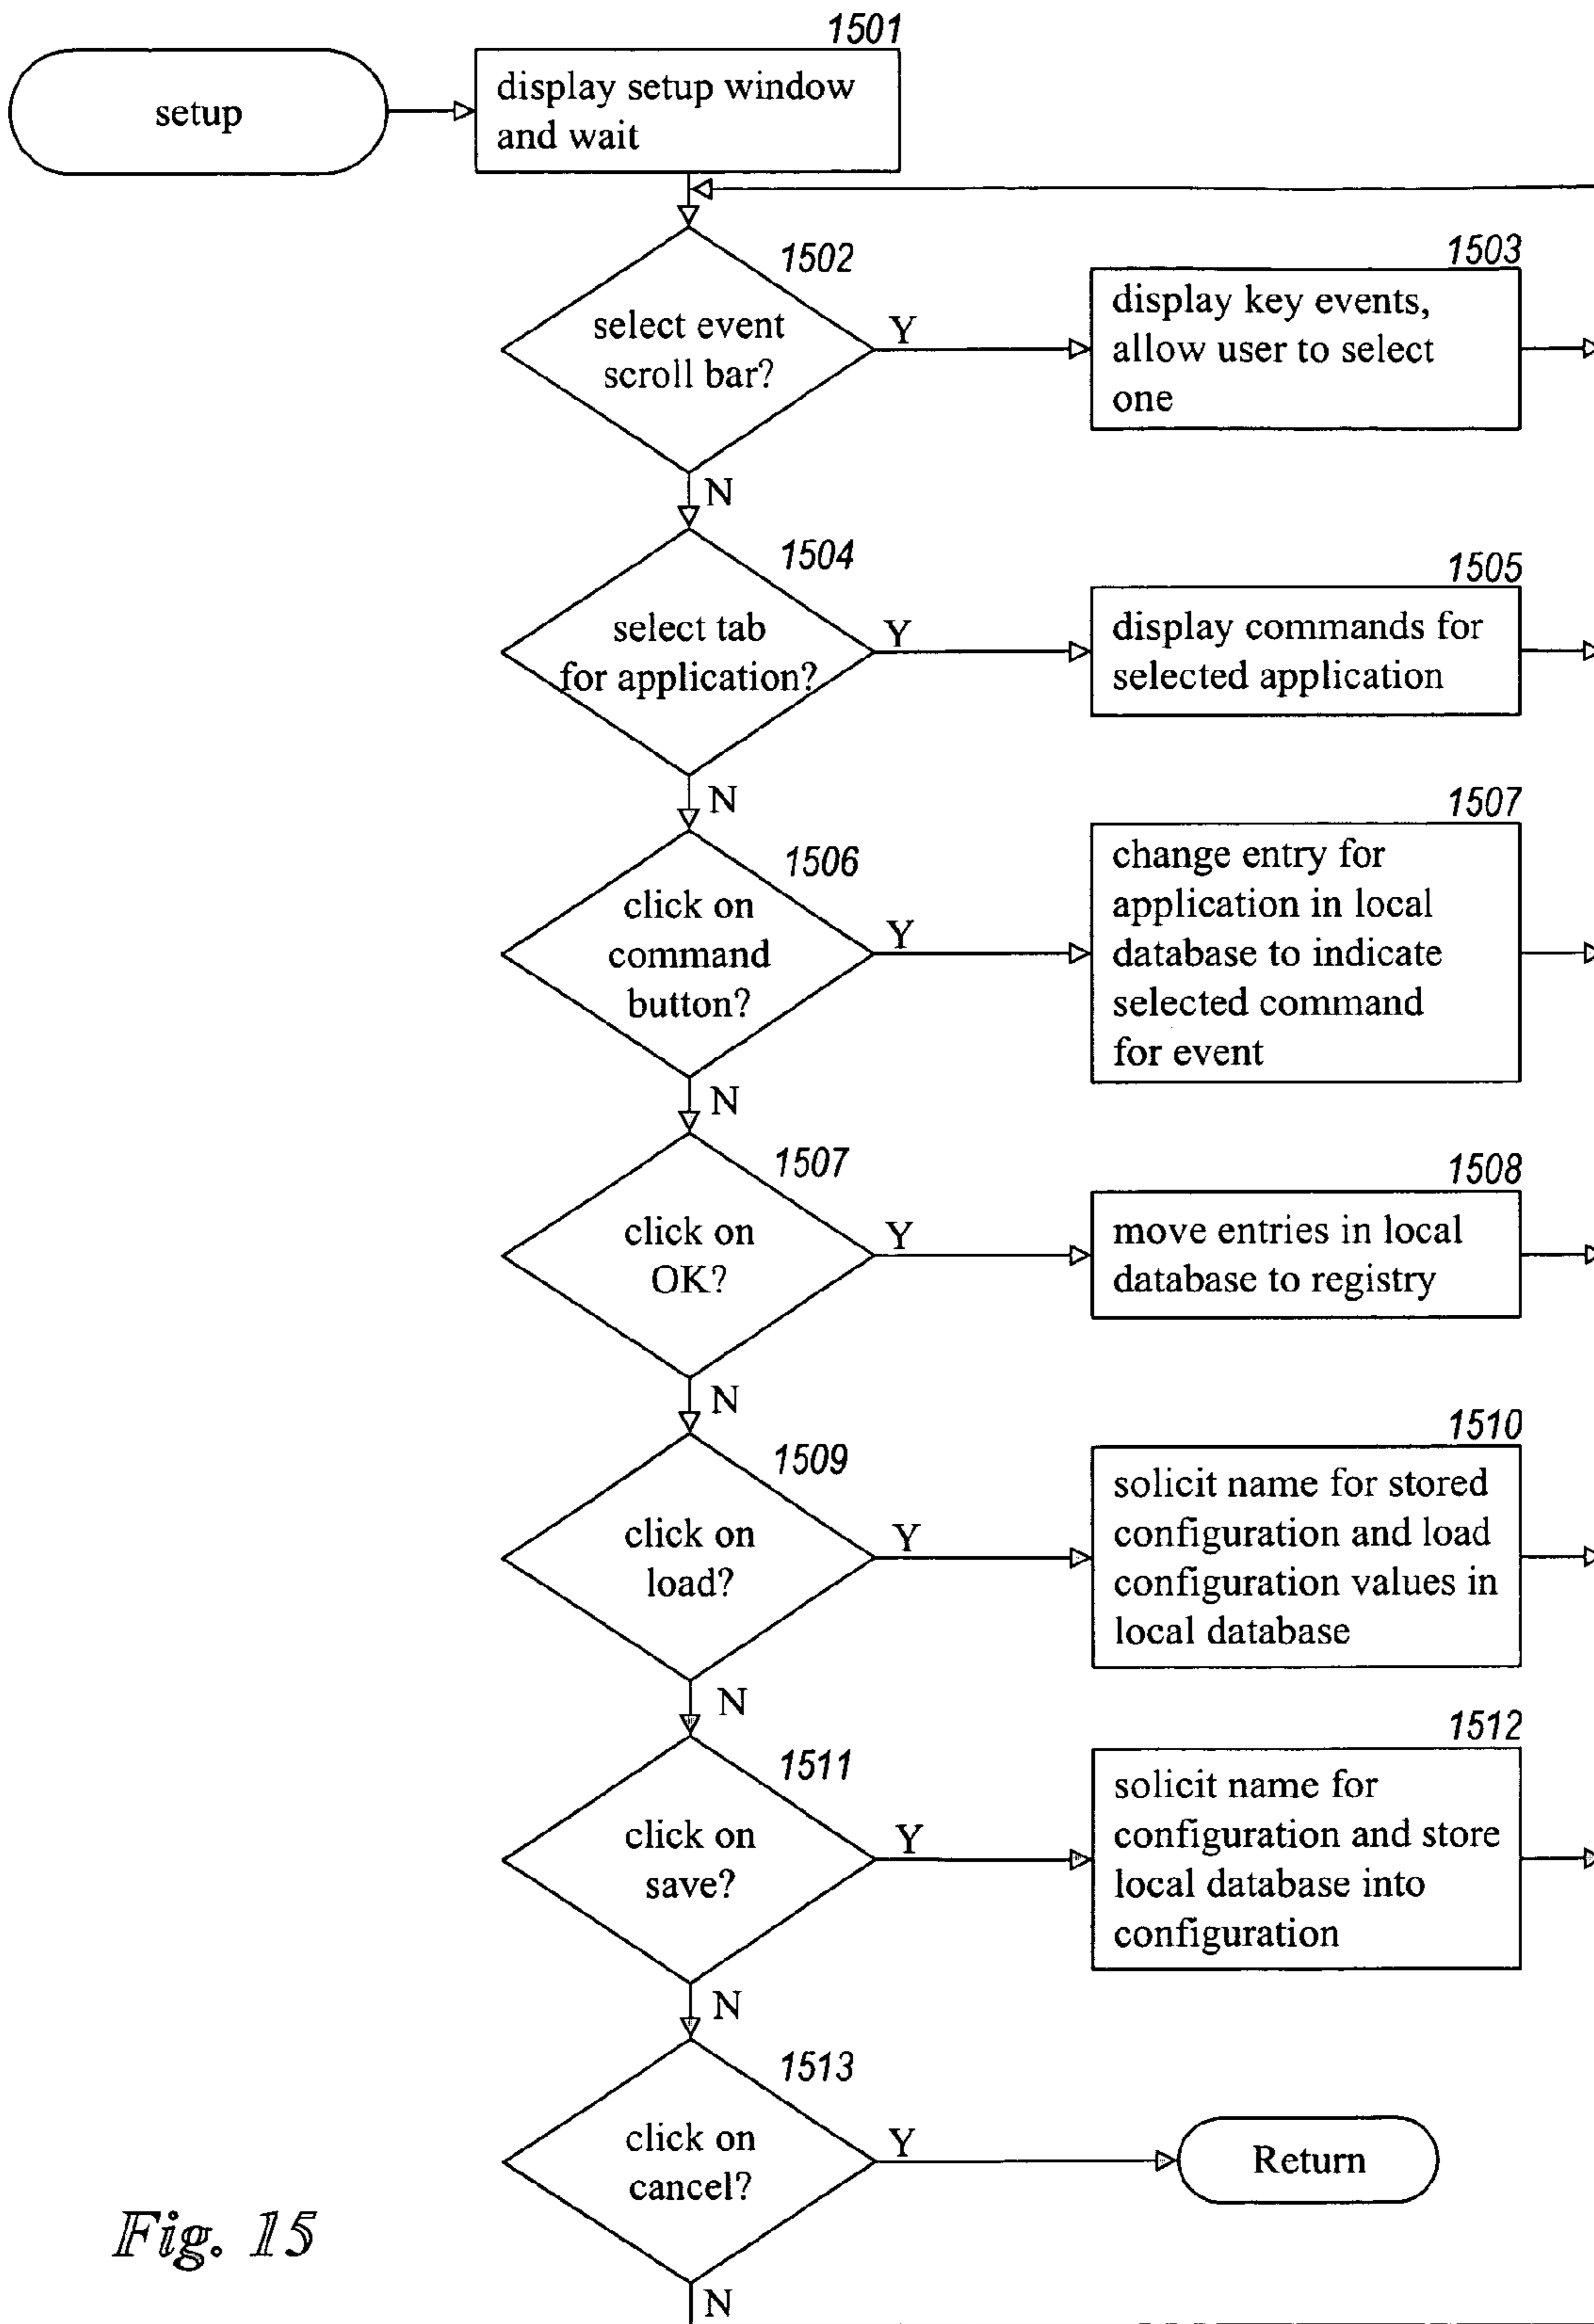 1501
setup
display setup window
and wait
1502
select event
scroll bar?
Y
1503
display key events,
allow user to select
one
N
1504
select tab
for application?
Y
1505
display commands for
selected application
N
1506
click on
command
button?
Y
1507
change entry for
application in local
database to indicate
selected command
for event
N
1507
click on
OK?
Y
1508
move entries in local
database to registry
N
1509
click on
load?
Y
1510
solicit name for stored
configuration and load
configuration values in
local database
N
1511
click on
save?
Y
1512
solicit name for
configuration and store
local database into
configuration
N
1513
click on
cancel?
Y
Return
N
Fig. 15